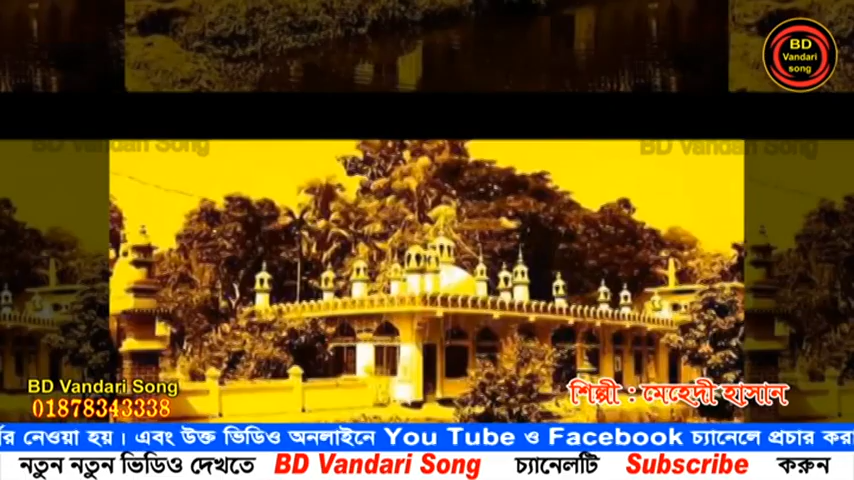 BD
Vandari
song
BD Vandari Song
BD Vandari Song
BD Vandari Song
01878343338
শিল্পী : মেহেদী হাসান
নেওয়া হয়। এবং উক্ত ভিডিও অনলাইনে You Tube ও Facebook চ্যানেলে প্রচার
নতুন নতুন ভিডিও দেখতে BD Vandari Song চ্যানেলটি Subscribe করুন